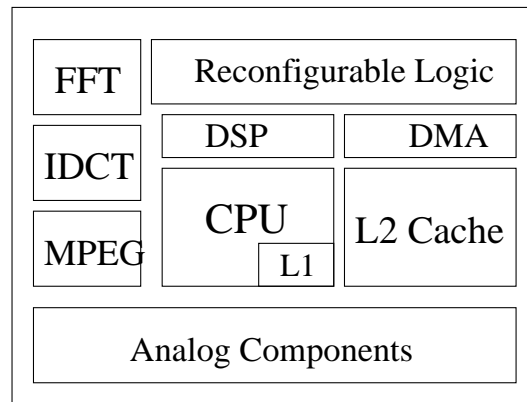 FFT
Reconfigurable Logic
DSP
DMA
IDCT
CPU
L2 Cache
MPEG
L1
Analog Components